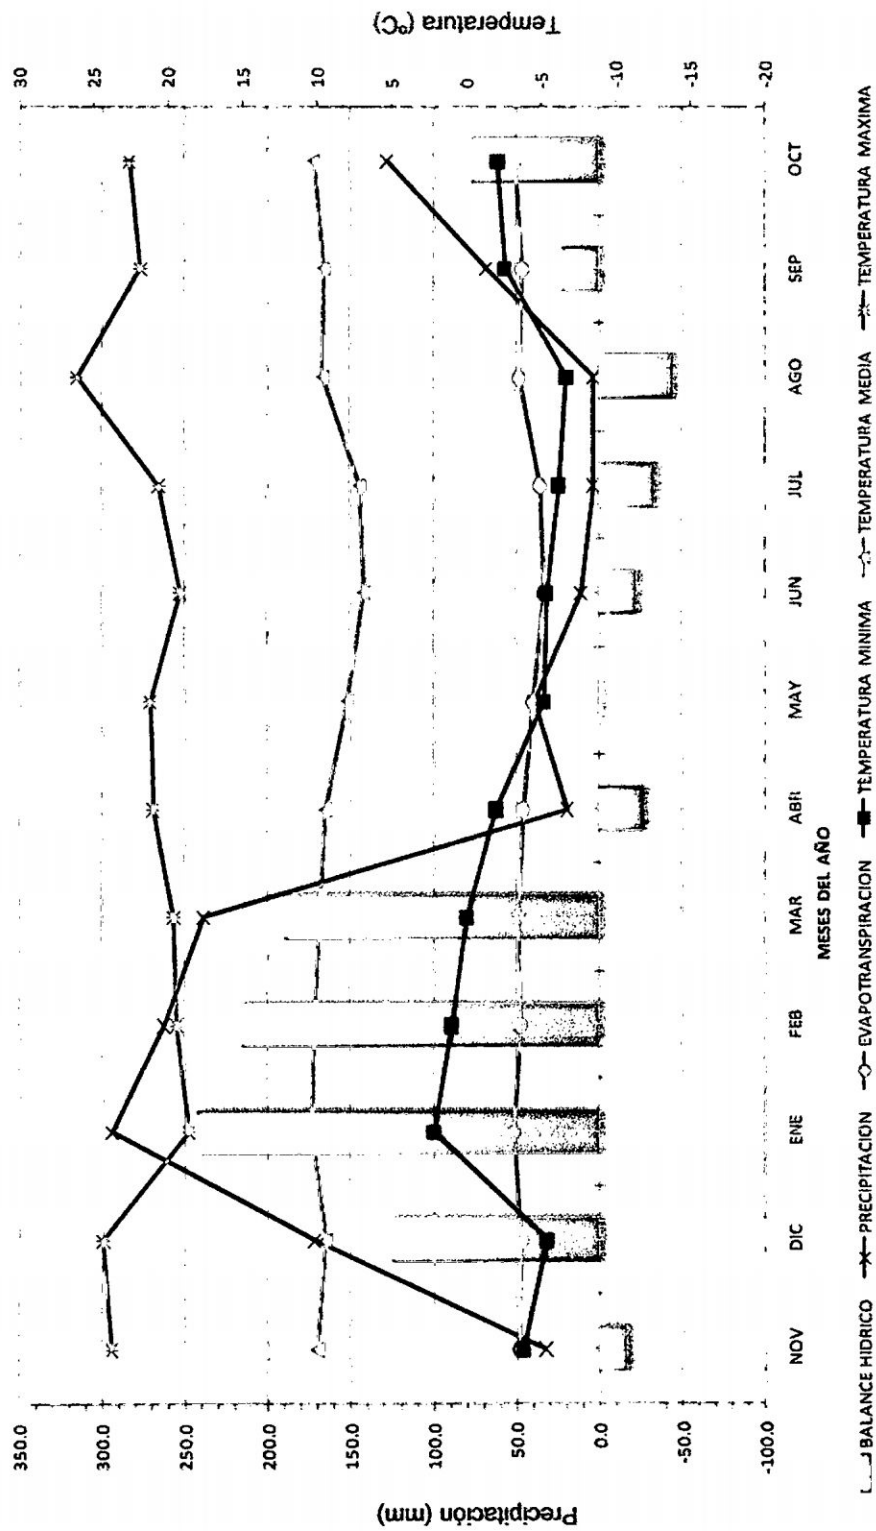 Temperatura (°C)
30
25
20
15
10
5
0
-5
-10
-15
-20
NOV
DIC
ENE
FEB
MAR
ABR
MAY
JUN
JUL
AGO
SEP
OCT
MESES DEL AÑO
350.0
300.0
250.0
200.0
150.0
100.0
50.0
0.0
-50.0
-100.0
Precipitación (mm)
BALANCE HIDRICO
PRECIPITACION
EVAPOTRANSPIRACION
TEMPERATURA MINIMA
TEMPERATURA MEDIA
TEMPERATURA MAXIMA